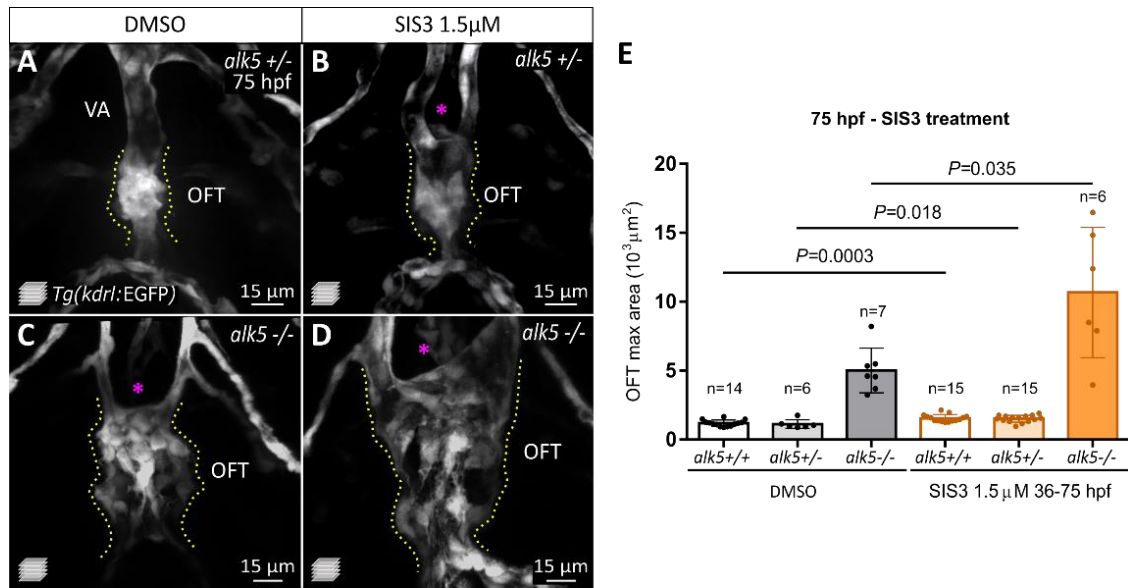 DMSO
SIS3 1.5μM
A
alk5 +/-
75 hpf
VA
OFT
Tg(kdrl:EGFP)
15 μm
B
alk5 +/-
*
OFT
15 μm
C
alk5 -/-
*
OFT
15 μm
D
alk5 -/-
*
OFT
15 μm
E
75 hpf - SIS3 treatment
OFT max area (10³μm²)
20
15
10
5
0
P=0.035
P=0.018
P=0.0003
n=14
n=6
n=7
n=15
n=15
n=6
alk5+/+
alk5+/-
alk5-/-
alk5+/+
alk5+/-
alk5-/-
DMSO
SIS3 1.5 μM 36-75 hpf